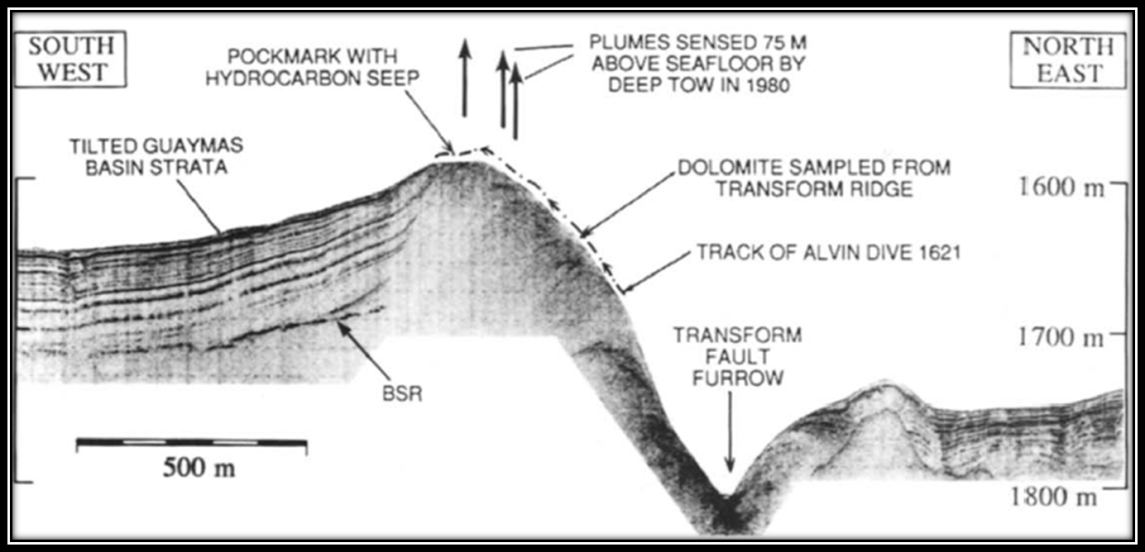 SOUTH
WEST
POCKMARK WITH
HYDROCARBON SEEP
PLUMES SENSED 75 M
ABOVE SEAFLOOR BY
DEEP TOW IN 1980
NORTH
EAST
TILTED GUAYMAS
BASIN STRATA
DOLOMITE SAMPLED FROM
TRANSFORM RIDGE
1600 m
TRACK OF ALVIN DIVE 1621
TRANSFORM
FAULT
FURROW
1700 m
BSR
500 m
1800 m